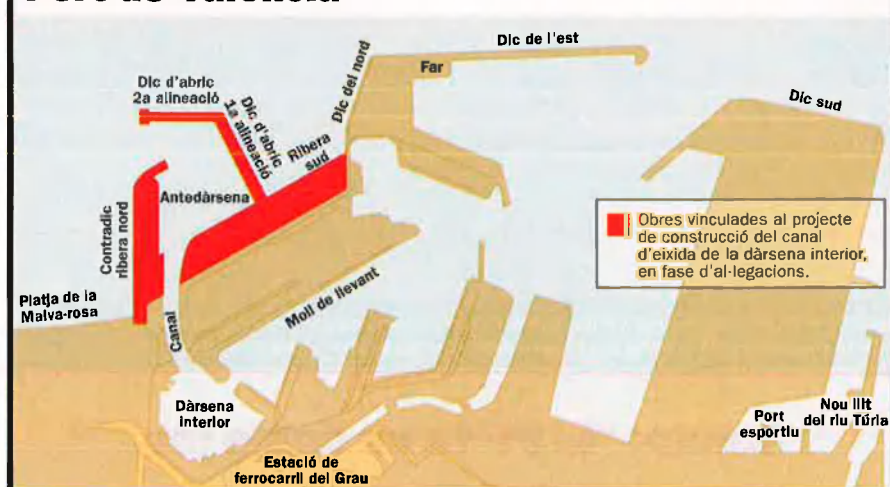 Port de València
Dic de l'est
Far
Dic del nord
Dic d'abric
2a alineació
Dic d'abric
1a alineació
Ribera
sud
Dic sud
Antedàrsena
Contradic
ribera nord
Obres vinculades al projecte
de construcció del canal
d'eixida de la dàrsena interior,
en fase d'al·legacions.
Platja de la
Malva-rosa
Canal
Moll de llevant
Dàrsena
interior
Port
esportiu
Nou llit
del riu Túria
Estació de
ferrocarril del Grau